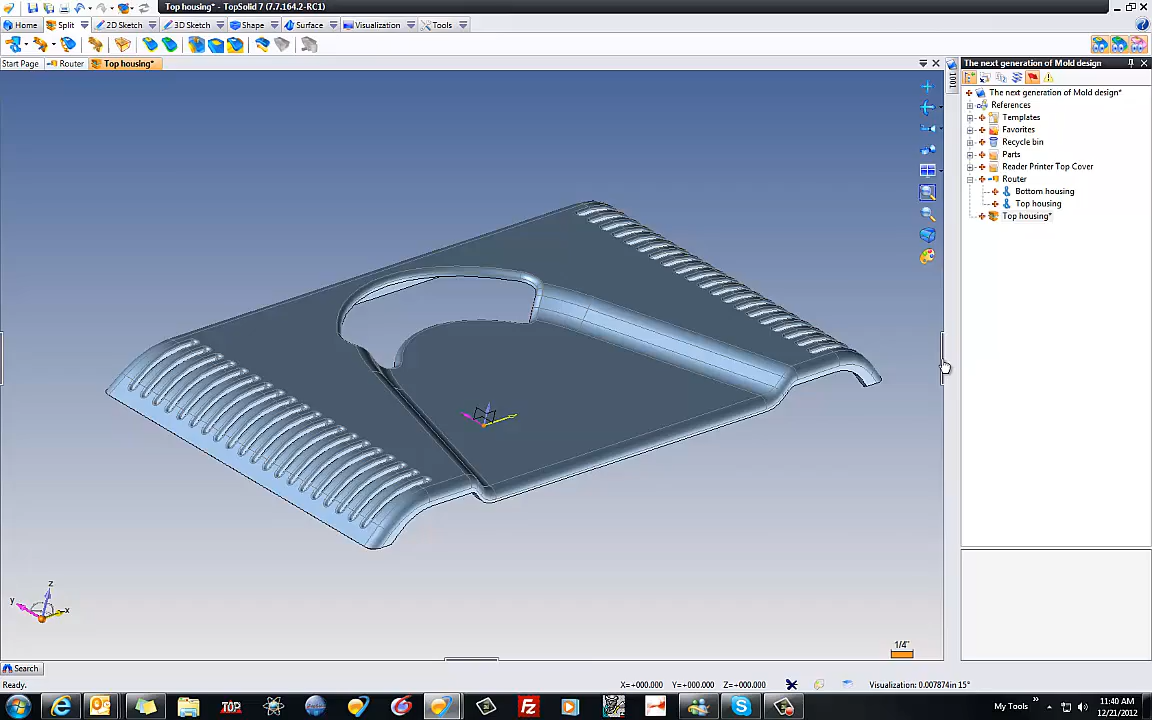 Top housing* - TopSolid 7 (7.7.164.2-RC1)
Home Split 2D Sketch 3D Sketch Shape Surface Visualization Tools
Start Page Router Top housing*
The next generation of Mold design
1001
The next generation of Mold design*
References
Templates
Favorites
Recycle bin
Parts
Reader Printer Top Cover
Router
Bottom housing
Top housing
Top housing*
z
y
x
1/4"
Search
Ready.
X=+000.000 Y=+000.000 Z=+000.000 Visualization: 0.007874in 15°
TOP
My Tools
11:40 AM
12/21/2012